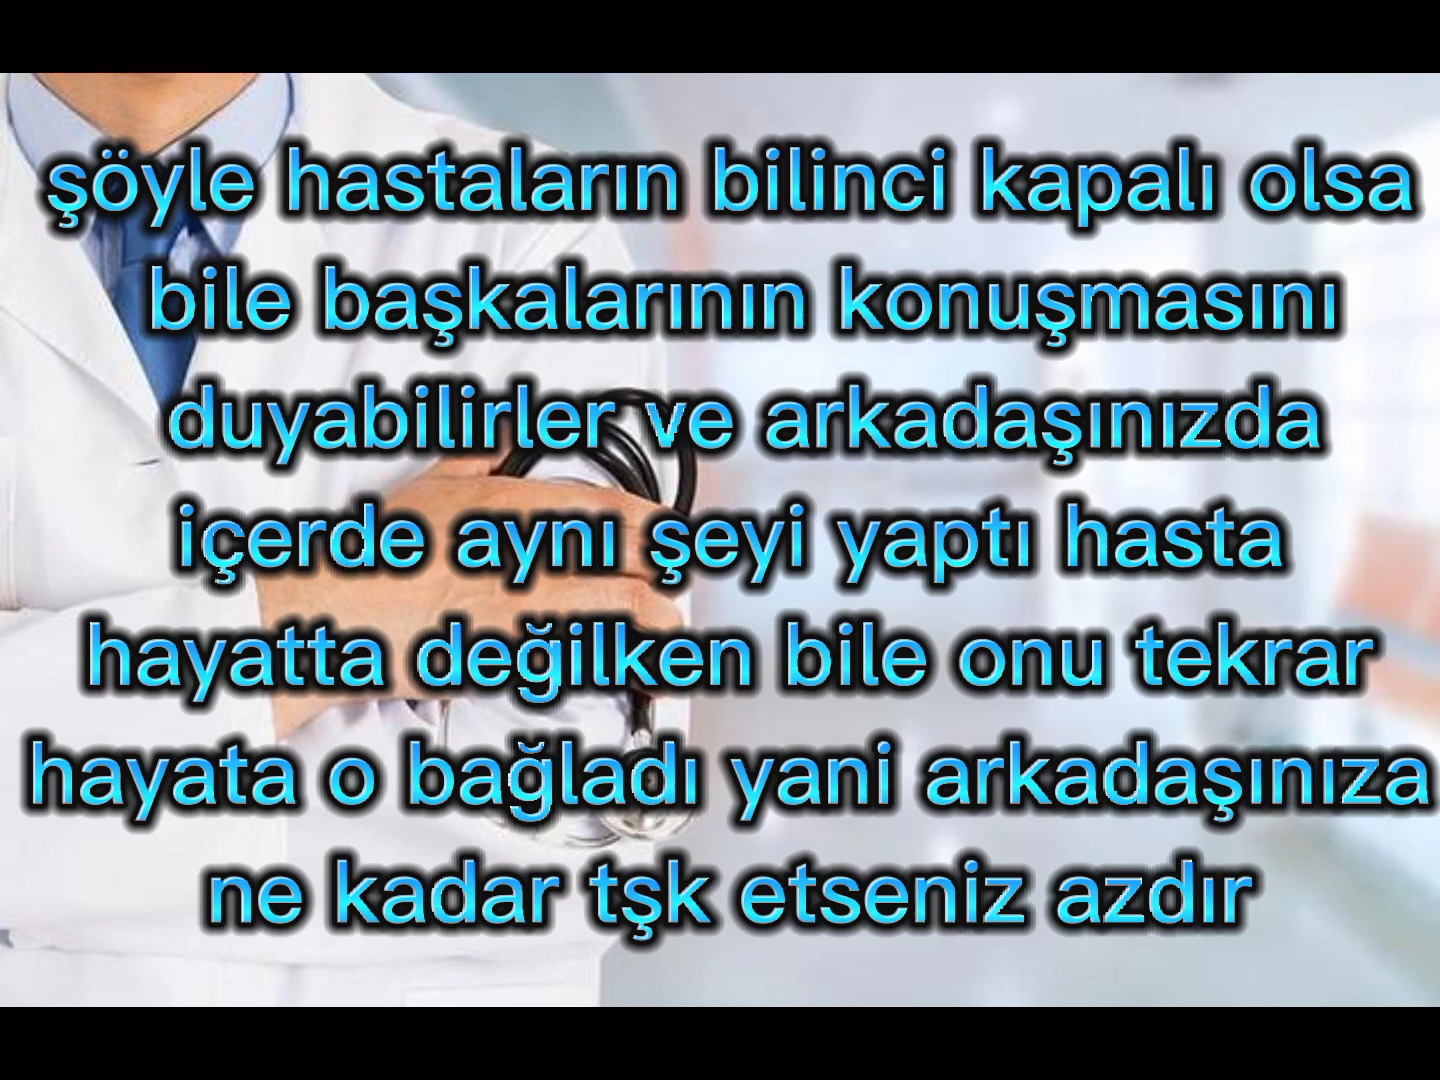 şöyle hastaların bilinci kapalı olsa
bile başkalarının konuşmasını
duyabilirler ve arkadaşınızda
içerde aynı şeyi yaptı hasta
hayatta değilken bile onu tekrar
hayata o bağladı yani arkadaşınıza
ne kadar tşk etseniz azdır